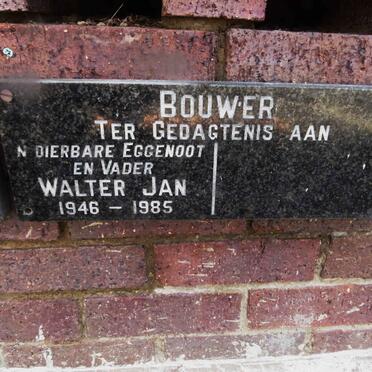 BOUWER
TER GEDAGTENIS AAN
N DIERBARE EGGENOOT
EN VADER
WALTER JAN
1946 - 1985